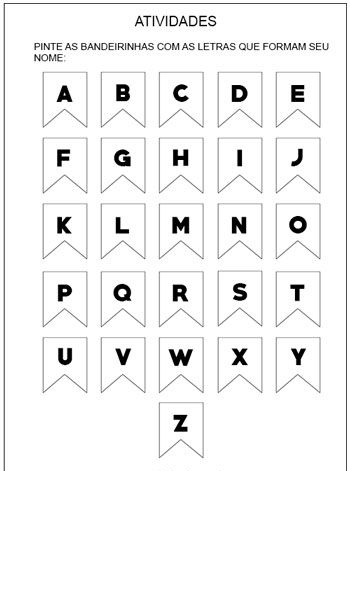 ATIVIDADES
PINTE AS BANDEIRINHAS COM AS LETRAS QUE FORMAM SEU
NOME:
A B C D E
F G H I J
K L M N O
P Q R S T
U V W X Y
Z